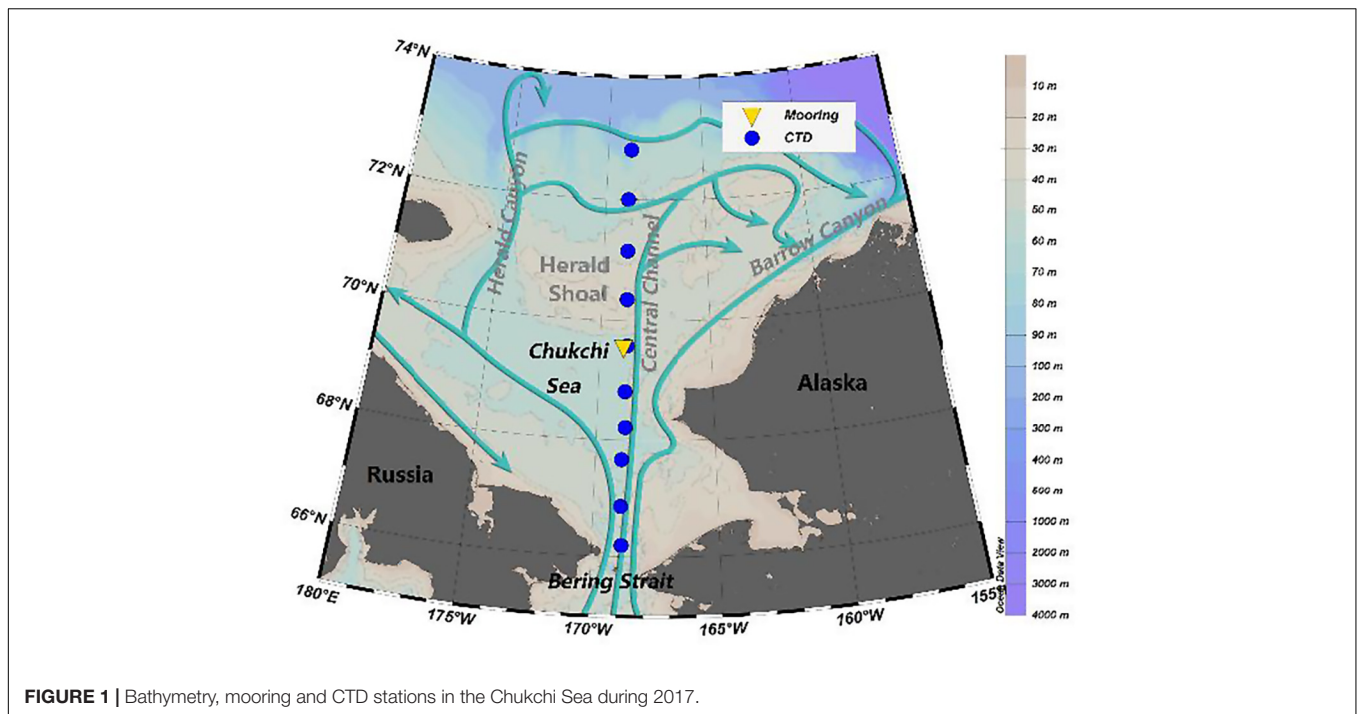 74°N
72°N
70°N
68°N
66°N
180°E
175°W
170°W
165°W
160°W
155°W
Mooring
CTD
Herald Canyon
Herald
Shoal
Central Channel
Barrow Canyon
Chukchi
Sea
Alaska
Russia
Bering Strait
Ocean Data View
10 m
20 m
30 m
40 m
50 m
60 m
70 m
80 m
90 m
100 m
200 m
300 m
400 m
600 m
1000 m
2000 m
3000 m
4000 m
FIGURE 1 | Bathymetry, mooring and CTD stations in the Chukchi Sea during 2017.